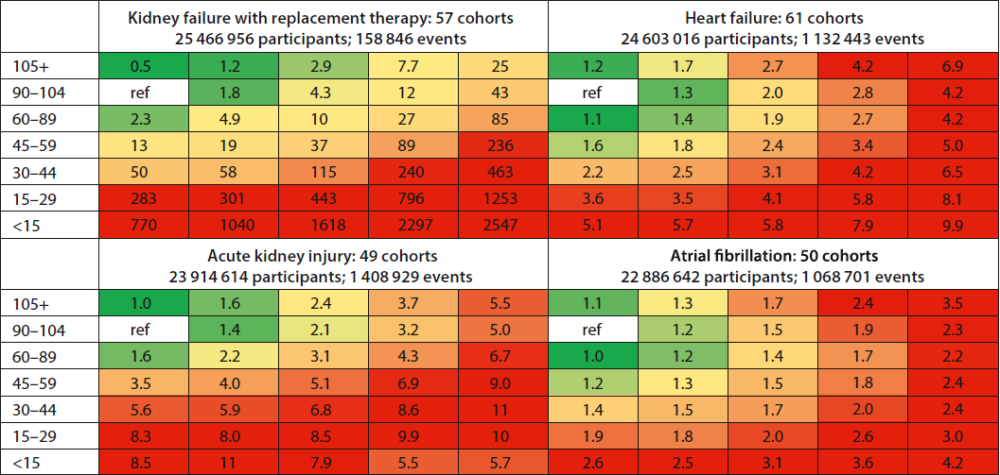 Kidney failure with replacement therapy: 57 cohorts
25 466 956 participants; 158 846 events
Heart failure: 61 cohorts
24 603 016 participants; 1 132 443 events
105+ 0.5 1.2 2.9 7.7 25 1.2 1.7 2.7 4.2 6.9
90–104 ref 1.8 4.3 12 43 ref 1.3 2.0 2.8 4.2
60–89 2.3 4.9 10 27 85 1.1 1.4 1.9 2.7 4.2
45–59 13 19 37 89 236 1.6 1.8 2.4 3.4 5.0
30–44 50 58 115 240 463 2.2 2.5 3.1 4.2 6.5
15–29 283 301 443 796 1253 3.6 3.5 4.1 5.8 8.1
<15 770 1040 1618 2297 2547 5.1 5.7 5.8 7.9 9.9
Acute kidney injury: 49 cohorts
23 914 614 participants; 1 408 929 events
Atrial fibrillation: 50 cohorts
22 886 642 participants; 1 068 701 events
105+ 1.0 1.6 2.4 3.7 5.5 1.1 1.3 1.7 2.4 3.5
90–104 ref 1.4 2.1 3.2 5.0 ref 1.2 1.5 1.9 2.3
60–89 1.6 2.2 3.1 4.3 6.7 1.0 1.2 1.4 1.7 2.2
45–59 3.5 4.0 5.1 6.9 9.0 1.2 1.3 1.5 1.8 2.4
30–44 5.6 5.9 6.8 8.6 11 1.4 1.5 1.7 2.0 2.4
15–29 8.3 8.0 8.5 9.9 10 1.9 1.8 2.0 2.6 3.0
<15 8.5 11 7.9 5.5 5.7 2.6 2.5 3.1 3.6 4.2